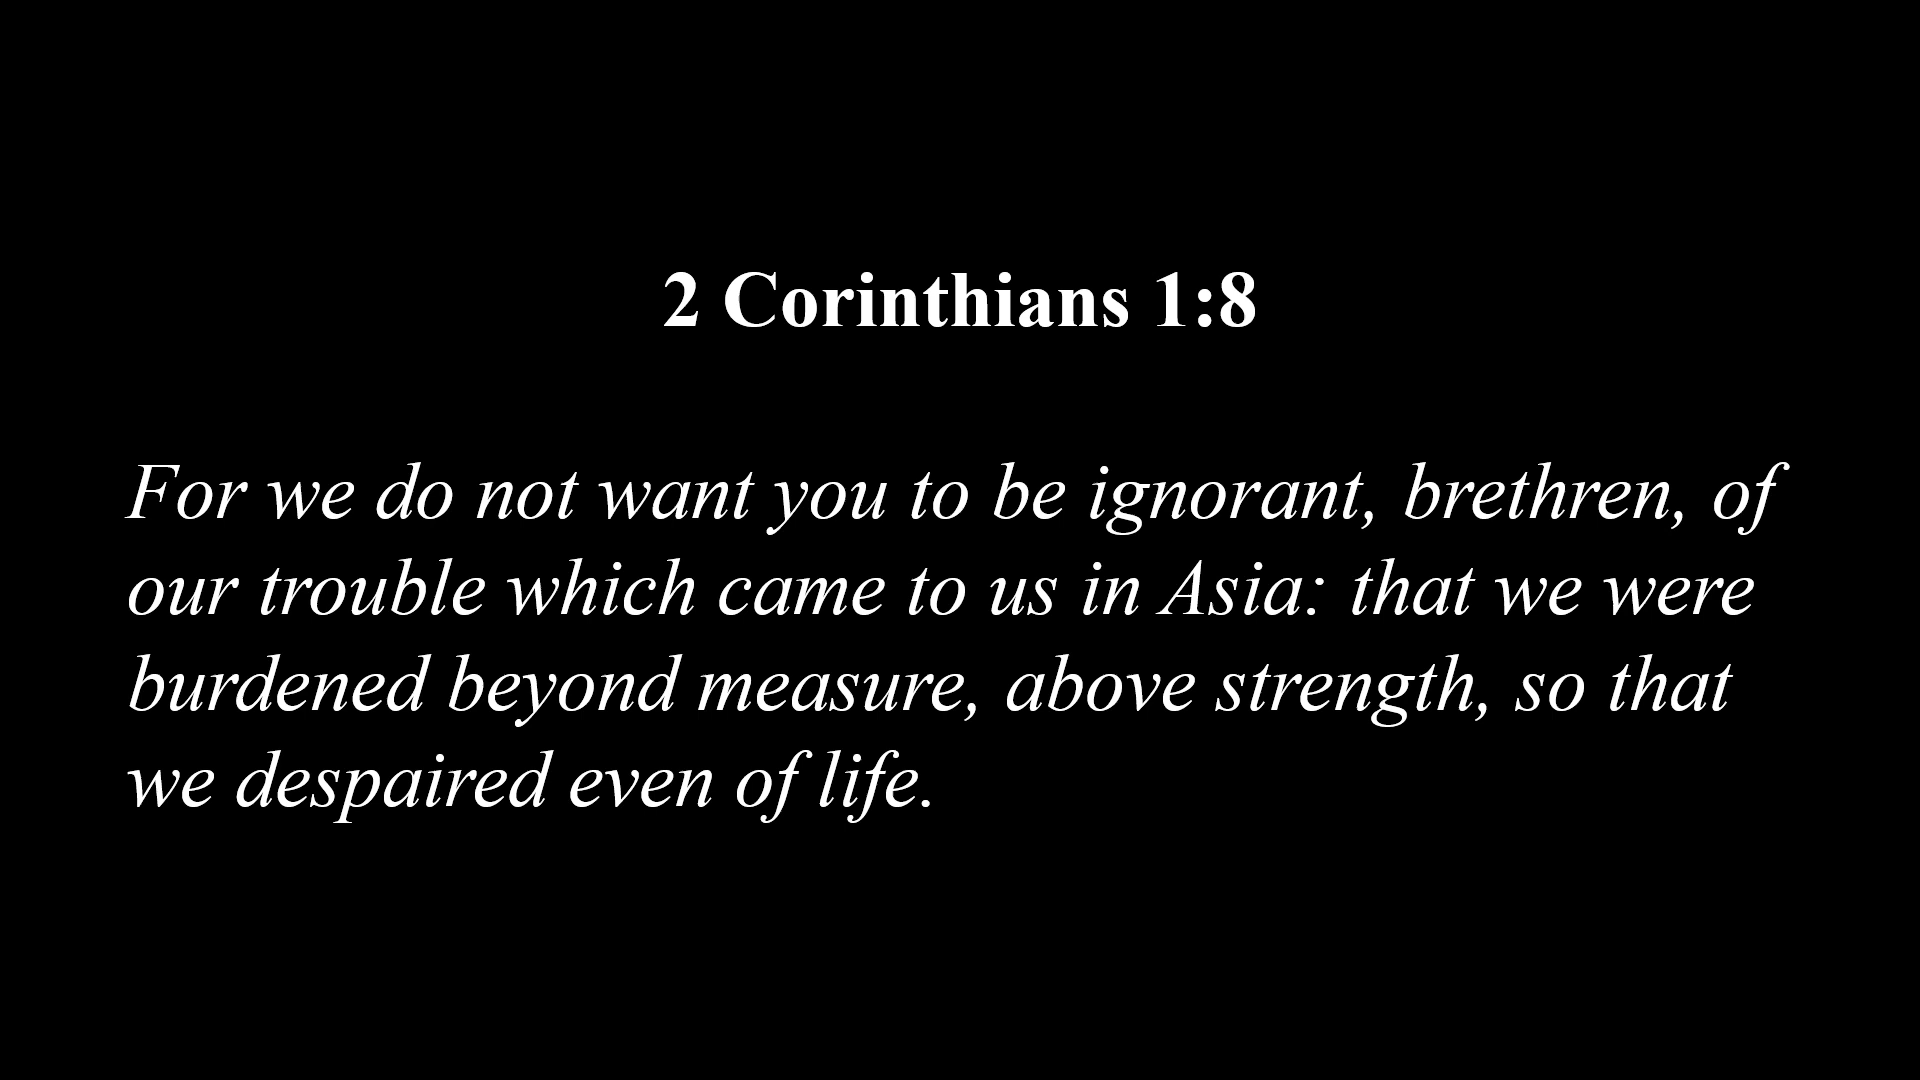 2 Corinthians 1:8
For we do not want you to be ignorant, brethren, of
our trouble which came to us in Asia: that we were
burdened beyond measure, above strength, so that
we despaired even of life.